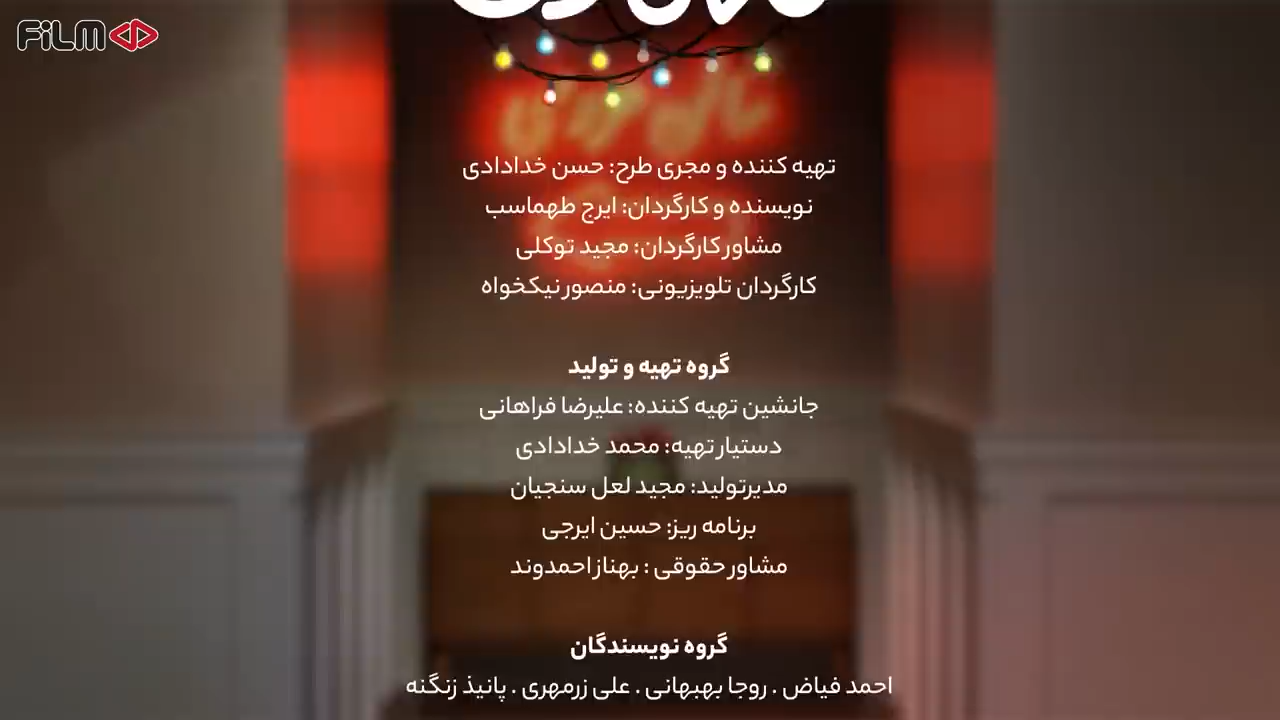 FiLM
تهیه کننده و مجری طرح: حسن خدادادی
نویسنده و کارگردان: ایرج طهماسب
مشاور کارگردان: مجید توکلی
کارگردان تلویزیونی: منصور نیکخواه
گروه تهیه و تولید
جانشین تهیه کننده: علیرضا فراهانی
دستیار تهیه: محمد خدادادی
مدیرتولید: مجید لعل سنجیان
برنامه ریز: حسین ایرجی
مشاور حقوقی : بهناز احمدوند
گروه نویسندگان
احمد فیاض . روجا بهبهانی . علی زرمهری . پانیذ زنگنه